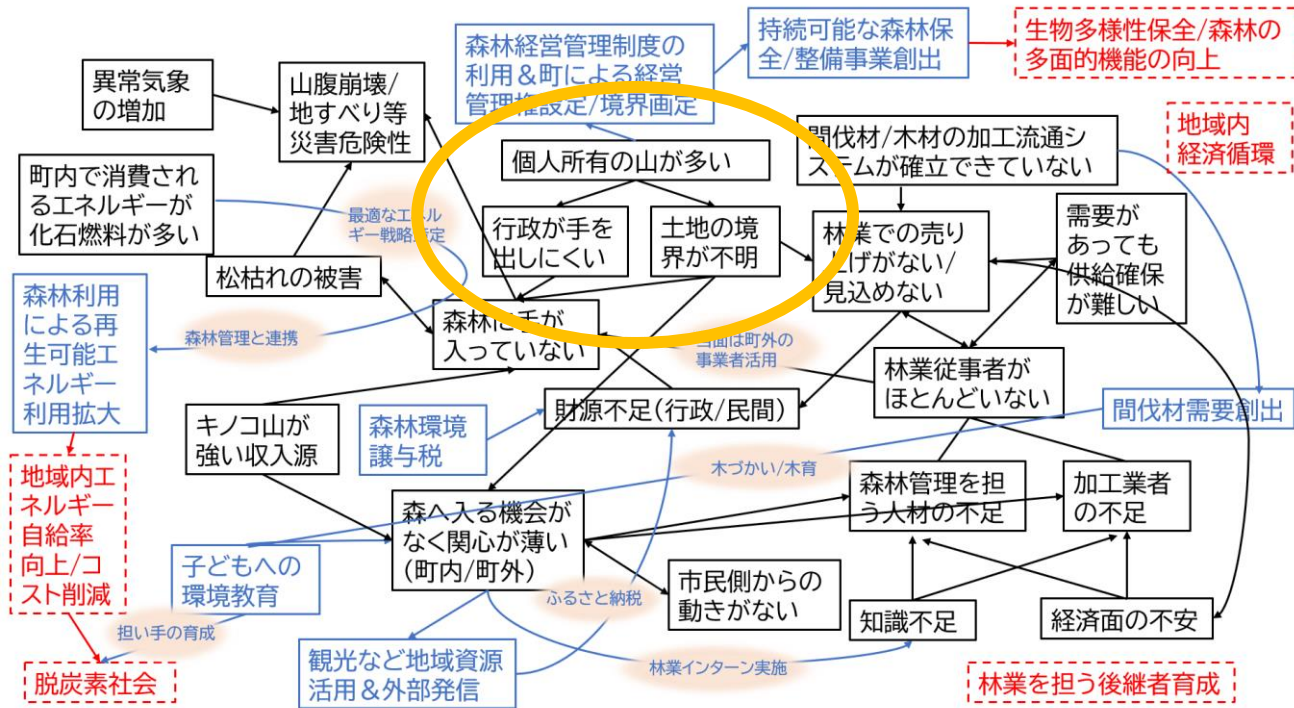 異常気象
の増加
山腹崩壊/
地すべり等
災害危険性
森林経営管理制度の
利用&町による経営
管理権設定/境界画定
持続可能な森林保
全/整備事業創出
生物多様性保全/森林の
多面的機能の向上
町内で消費され
るエネルギーが
化石燃料が多い
最適なエネル
ギー戦略策定
個人所有の山が多い
間伐材/木材の加工流通シ
ステムが確立できていない
地域内
経済循環
行政が手を
出しにくい
土地の境
界が不明
林業での売り
上げがない/
見込めない
需要が
あっても
供給確保
が難しい
松枯れの被害
森林利用
による再
生可能エ
ネルギー
利用拡大
森林管理と連携
森林に手が
入っていない
当面は町外の
事業者活用
林業従事者が
ほとんどいない
キノコ山が
強い収入源
森林環境
譲与税
財源不足(行政/民間)
間伐材需要創出
地域内エ
ネルギー
自給率
向上/コ
スト削減
木づかい/木育
森へ入る機会が
なく関心が薄い
(町内/町外)
森林管理を担
う人材の不足
加工業者
の不足
子どもへの
環境教育
ふるさと納税
市民側からの
動きがない
知識不足
経済面の不安
担い手の育成
脱炭素社会
観光など地域資源
活用&外部発信
林業インターン実施
林業を担う後継者育成